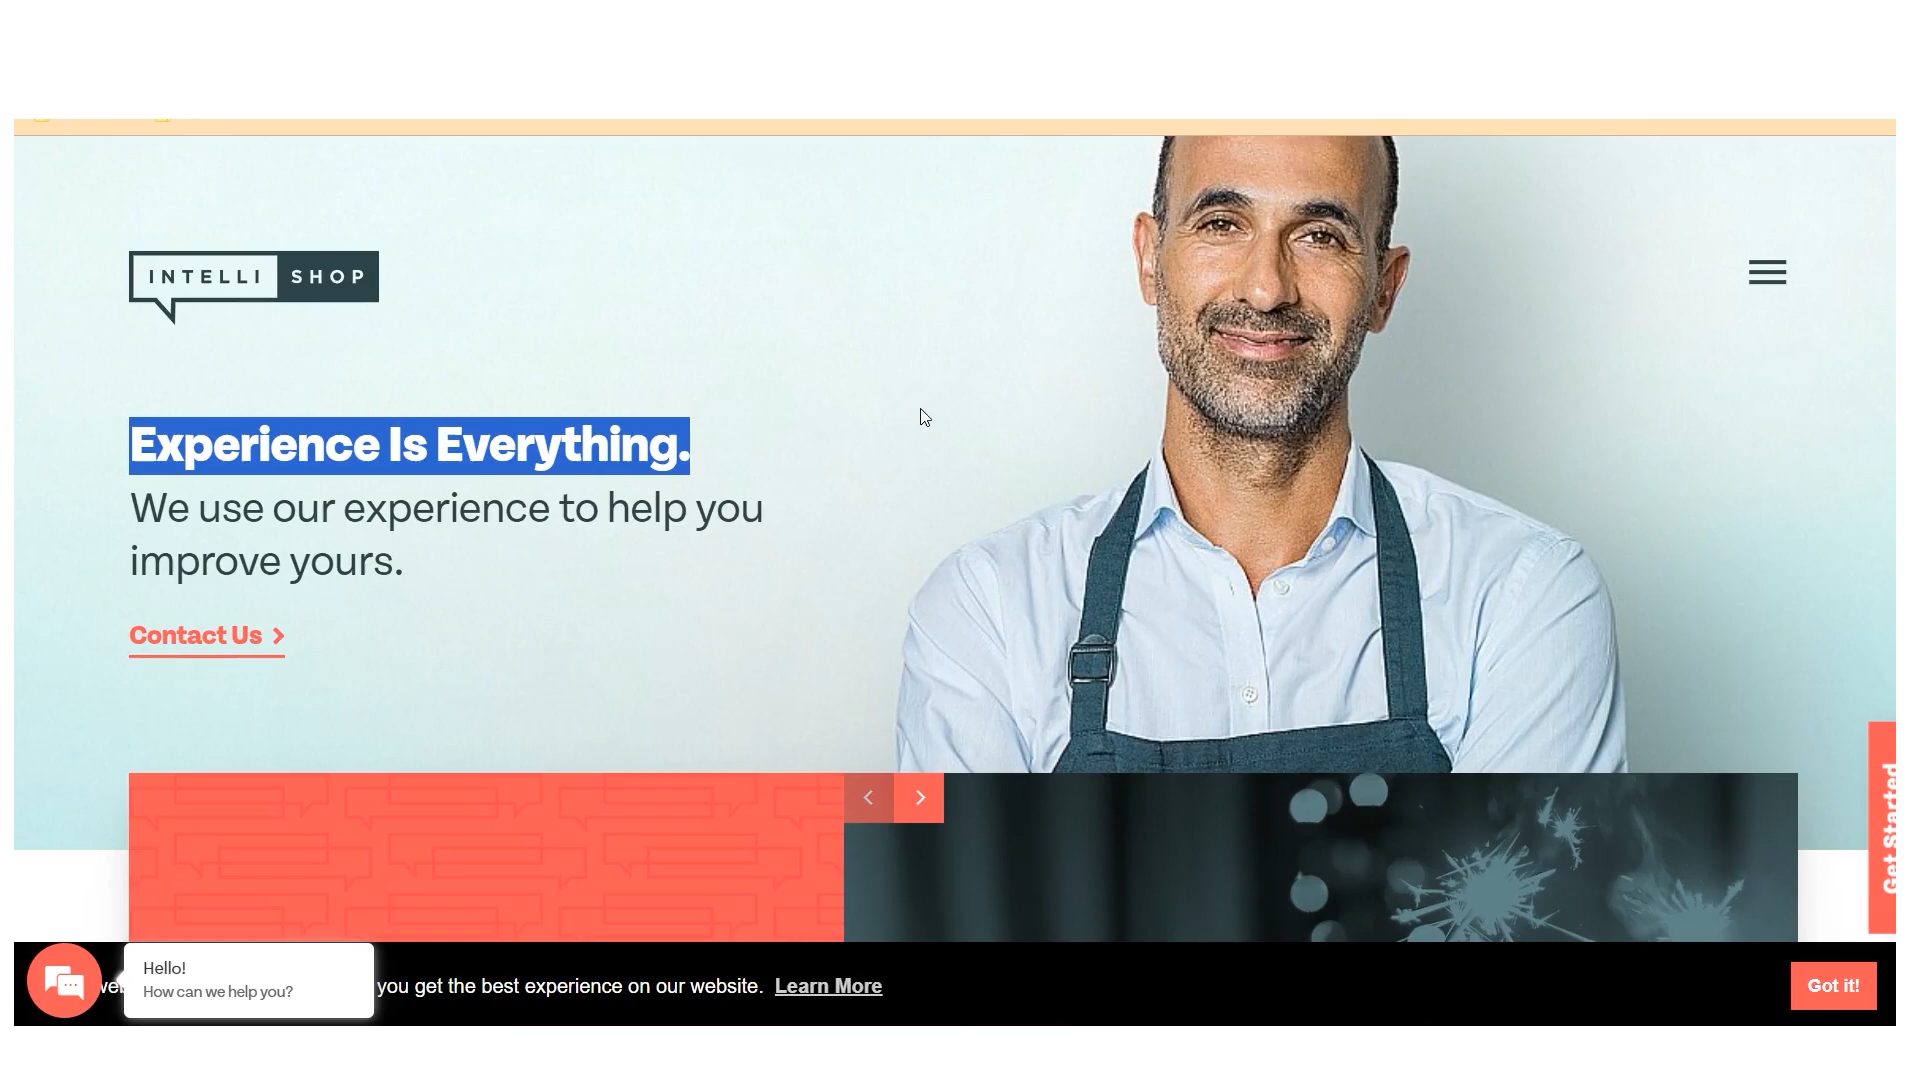 INTELLI SHOP
Experience Is Everything.
We use our experience to help you
improve yours.
Contact Us
Get Started
Hello!
How can we help you?
you get the best experience on our website. Learn More
Got it!